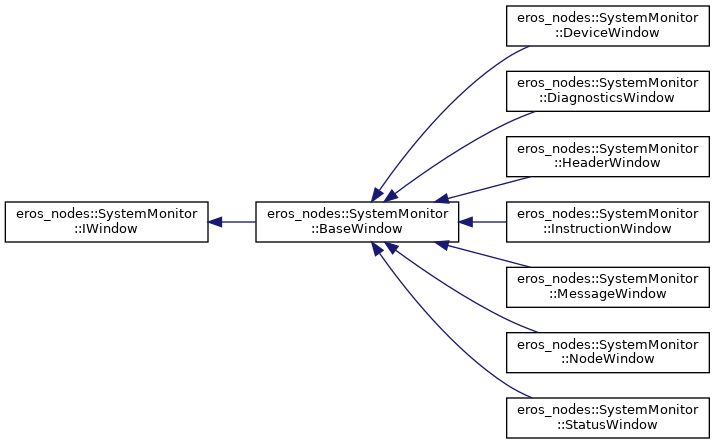 eros_nodes::SystemMonitor
::IWindow
eros_nodes::SystemMonitor
::BaseWindow
eros_nodes::SystemMonitor
::DeviceWindow
eros_nodes::SystemMonitor
::DiagnosticsWindow
eros_nodes::SystemMonitor
::HeaderWindow
eros_nodes::SystemMonitor
::InstructionWindow
eros_nodes::SystemMonitor
::MessageWindow
eros_nodes::SystemMonitor
::NodeWindow
eros_nodes::SystemMonitor
::StatusWindow